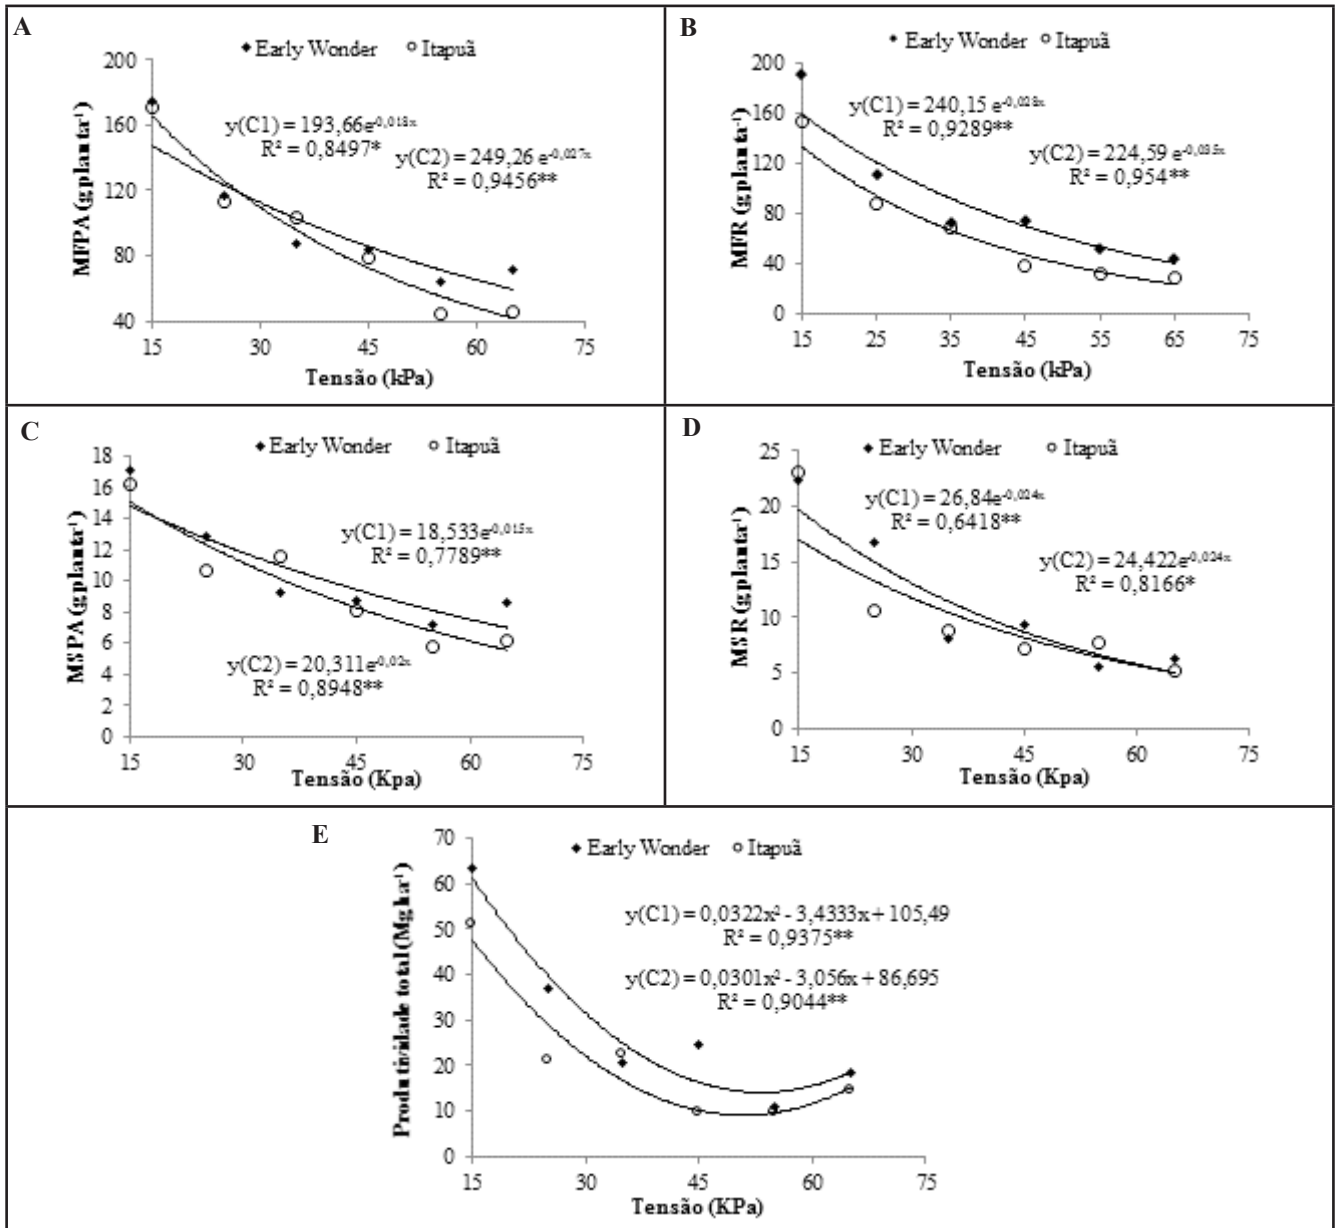 A
◆ Early Wonder ○ Itapuã
MFPA (g planta⁻¹)
200
160
120
80
40
y(C1) = 193,66e⁻⁰,⁰¹⁸ˣ
R² = 0,8497*
y(C2) = 249,26 e⁻⁰,⁰²⁷ˣ
R² = 0,9456**
15 30 45 60 75
Tensão (kPa)
B
◆ Early Wonder ○ Itapuã
MFR (g planta⁻¹)
200
160
120
80
40
0
y(C1) = 240,15 e⁻⁰,⁰²⁸ˣ
R² = 0,9289**
y(C2) = 224,59 e⁻⁰,⁰³⁵ˣ
R² = 0,954**
15 25 35 45 55 65 75
Tensão (kPa)
C
◆ Early Wonder ○ Itapuã
MSPA (g planta⁻¹)
18
16
14
12
10
8
6
4
2
0
y(C1) = 18,533e⁻⁰,⁰¹⁵ˣ
R² = 0,7789**
y(C2) = 20,311e⁻⁰,⁰²ˣ
R² = 0,8948**
15 30 45 60 75
Tensão (Kpa)
D
◆ Early Wonder ○ Itapuã
MSR (g planta⁻¹)
25
20
15
10
5
0
y(C1) = 26,84e⁻⁰,⁰²⁴ˣ
R² = 0,6418**
y(C2) = 24,422e⁻⁰,⁰²⁴ˣ
R² = 0,8166*
15 30 45 60 75
Tensão (Kpa)
E
◆ Early Wonder ○ Itapuã
Produtividade total (Mg ha⁻¹)
70
60
50
40
30
20
10
0
y(C1) = 0,0322x² - 3,4333x + 105,49
R² = 0,9375**
y(C2) = 0,0301x² - 3,056x + 86,695
R² = 0,9044**
15 30 45 60 75
Tensão (KPa)